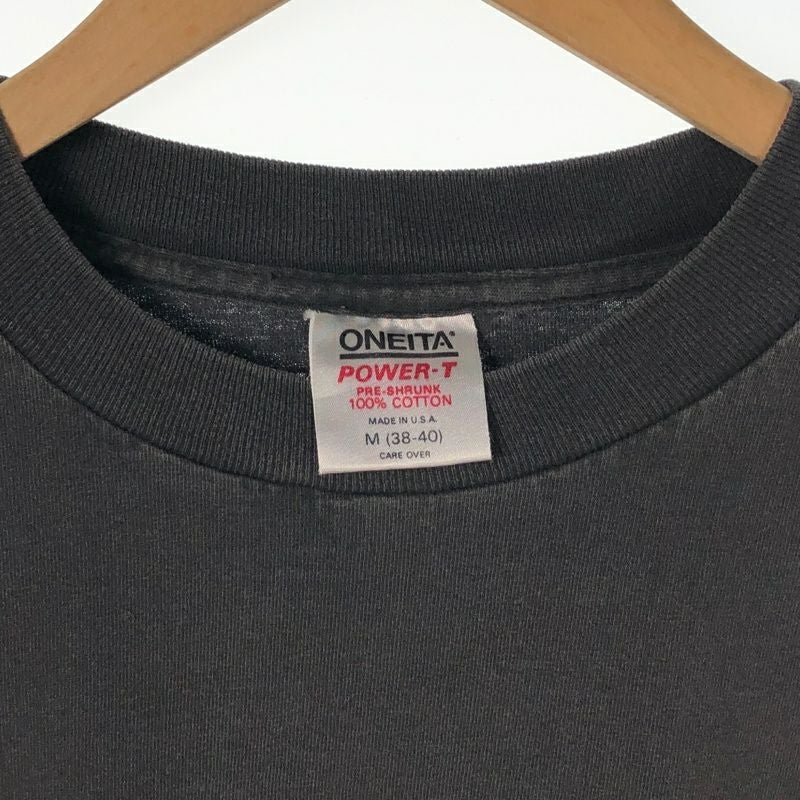 ONEITA®
POWER-T
PRE-SHRUNK
100% COTTON
MADE IN U.S.A.
M (38-40)
CARE OVER